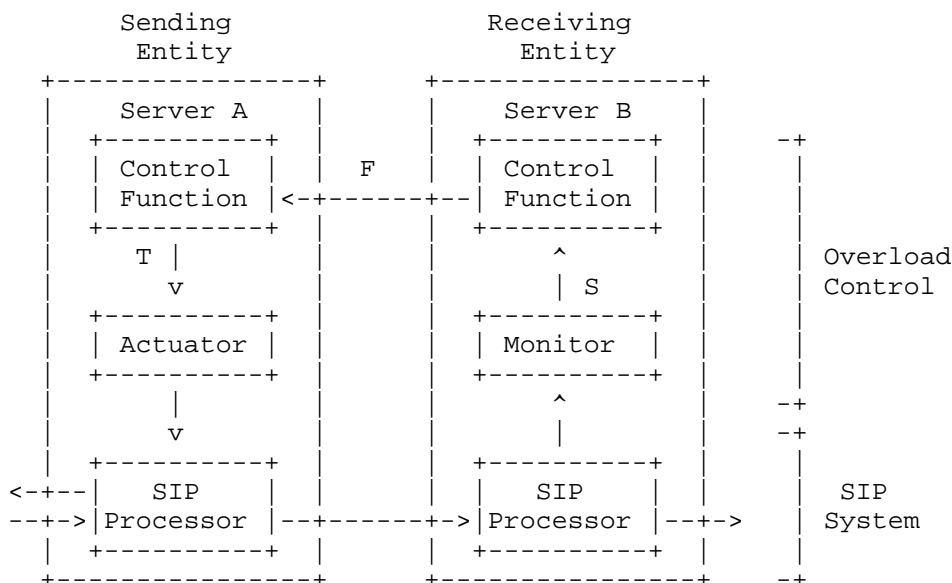 Sending Receiving
Entity Entity
Server A Server B
Control F Control
Function Function
T Overload
S Control
Actuator Monitor
SIP SIP SIP
Processor Processor System